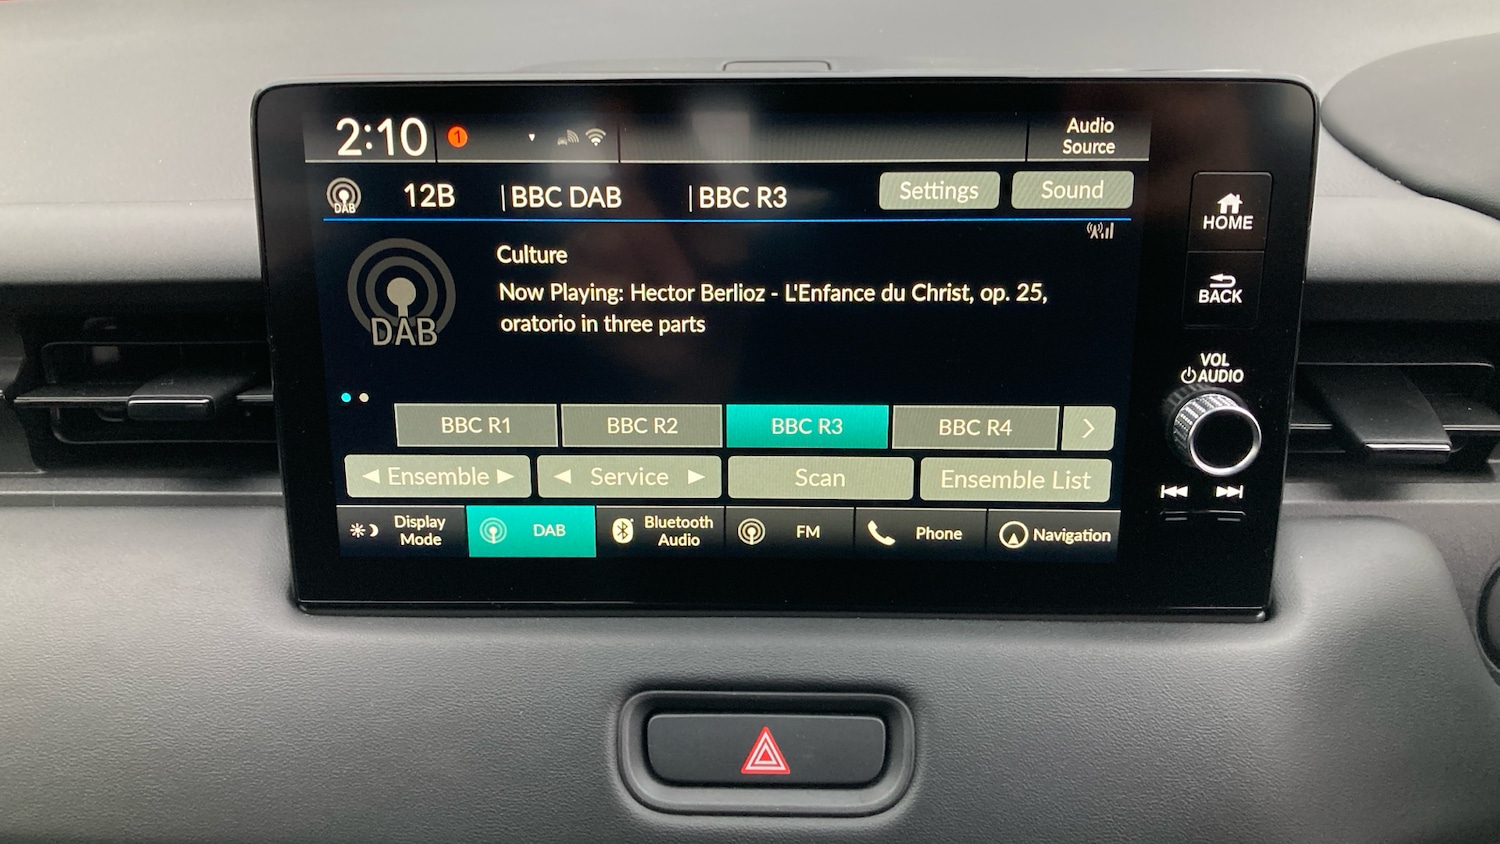 2:10
1
Audio
Source
DAB
12B
|BBC DAB
|BBC R3
Settings
Sound
HOME
BACK
Culture
Now Playing: Hector Berlioz - L'Enfance du Christ, op. 25,
oratorio in three parts
DAB
VOL
AUDIO
BBC R1
BBC R2
BBC R3
BBC R4
Ensemble
Service
Scan
Ensemble List
Display
Mode
DAB
Bluetooth
Audio
FM
Phone
Navigation